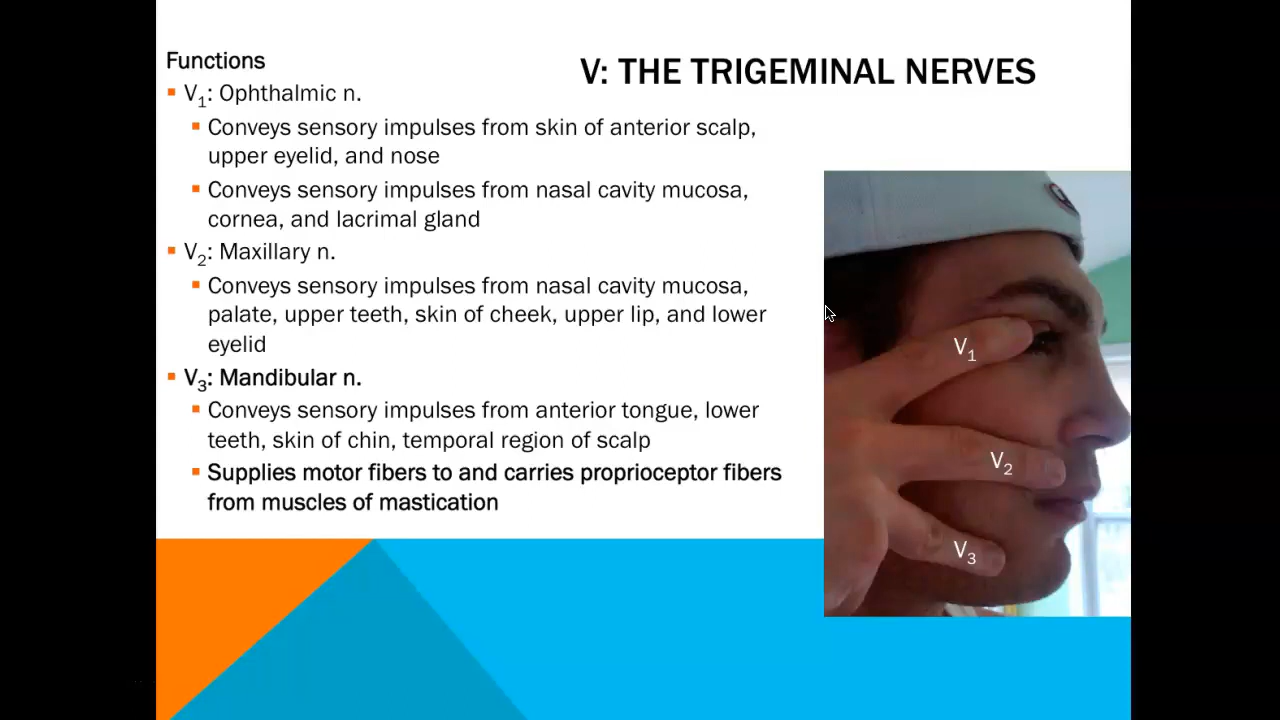 V: THE TRIGEMINAL NERVES
Functions
▪ V₁: Ophthalmic n.
▪ Conveys sensory impulses from skin of anterior scalp,
upper eyelid, and nose
▪ Conveys sensory impulses from nasal cavity mucosa,
cornea, and lacrimal gland
▪ V₂: Maxillary n.
▪ Conveys sensory impulses from nasal cavity mucosa,
palate, upper teeth, skin of cheek, upper lip, and lower
eyelid
▪ V₃: Mandibular n.
▪ Conveys sensory impulses from anterior tongue, lower
teeth, skin of chin, temporal region of scalp
▪ Supplies motor fibers to and carries proprioceptor fibers
from muscles of mastication
V₁
V₂
V₃